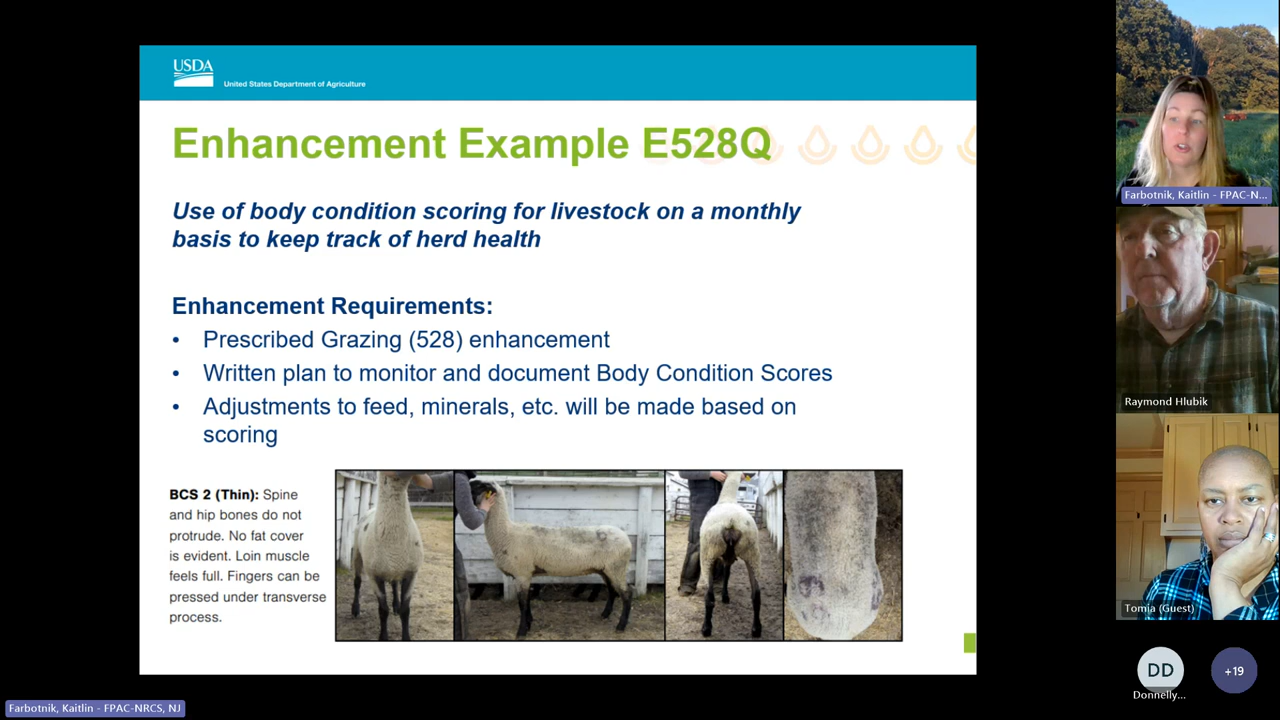 USDA
United States Department of Agriculture
Enhancement Example E528Q
Use of body condition scoring for livestock on a monthly
basis to keep track of herd health
Enhancement Requirements:
• Prescribed Grazing (528) enhancement
• Written plan to monitor and document Body Condition Scores
• Adjustments to feed, minerals, etc. will be made based on
scoring
BCS 2 (Thin): Spine
and hip bones do not
protrude. No fat cover
is evident. Loin muscle
feels full. Fingers can be
pressed under transverse
process.
Farbotnik, Kaitlin - FPAC-N...
Raymond Hlubik
Tomia (Guest)
DD
Donnelly...
+19
Farbotnik, Kaitlin - FPAC-NRCS, NJ